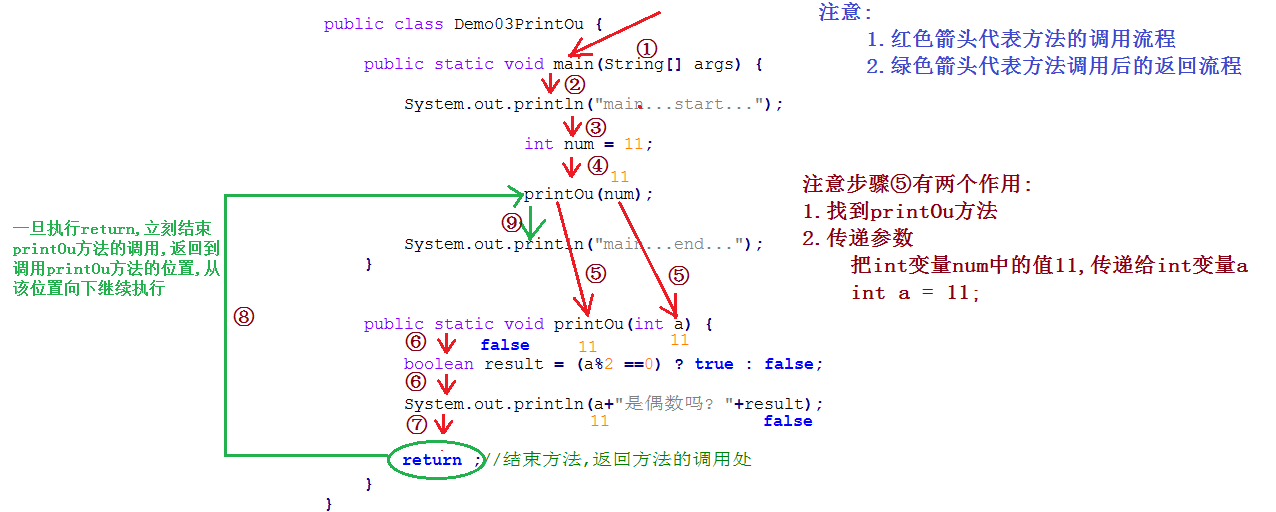 public class Demo03PrintOu {
注意:
①
1.红色箭头代表方法的调用流程
public static void main(String[] args) {
2.绿色箭头代表方法调用后的返回流程
②
System.out.println("main...start...");
③
int num = 11;
④
11
printOu(num);
注意步骤⑤有两个作用:
1.找到printOu方法
2.传递参数
把int变量num中的值11,传递给int变量a
int a = 11;
⑨
一旦执行return,立刻结束
printOu方法的调用,返回到
调用printOu方法的位置,从
该位置向下继续执行
System.out.println("main...end...");
}
⑤ ⑤
⑧
public static void printOu(int a) {
⑥ false 11 11
boolean result = (a%2 ==0) ? true : false;
⑥
System.out.println(a+"是偶数吗? "+result);
⑦ 11 false
return ;//结束方法,返回方法的调用处
}
}